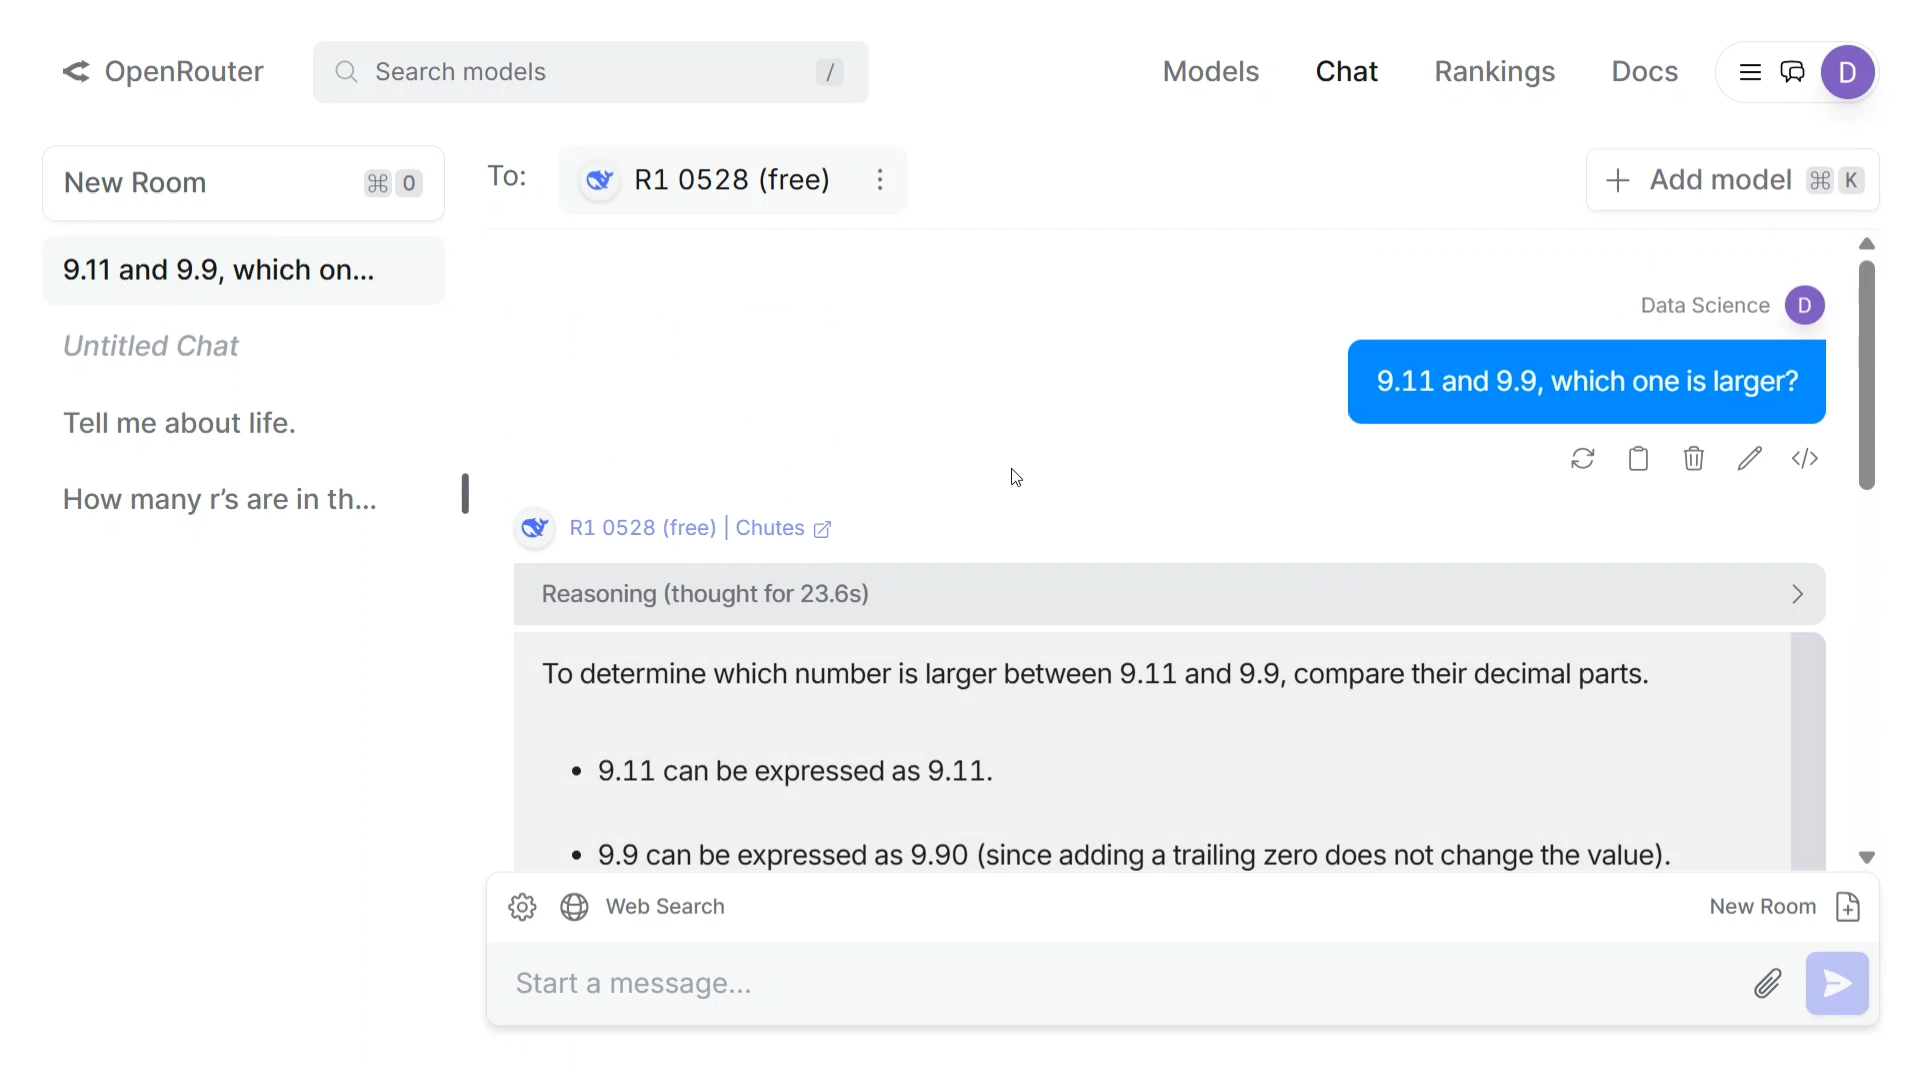 OpenRouter
Search models
/
Models
Chat
Rankings
Docs
D
New Room
⌘ 0
To:
R1 0528 (free)
Add model
⌘ K
9.11 and 9.9, which on...
Untitled Chat
Tell me about life.
How many r's are in th...
Data Science
D
9.11 and 9.9, which one is larger?
R1 0528 (free) | Chutes
Reasoning (thought for 23.6s)
To determine which number is larger between 9.11 and 9.9, compare their decimal parts.
• 9.11 can be expressed as 9.11.
• 9.9 can be expressed as 9.90 (since adding a trailing zero does not change the value).
Web Search
New Room
Start a message...